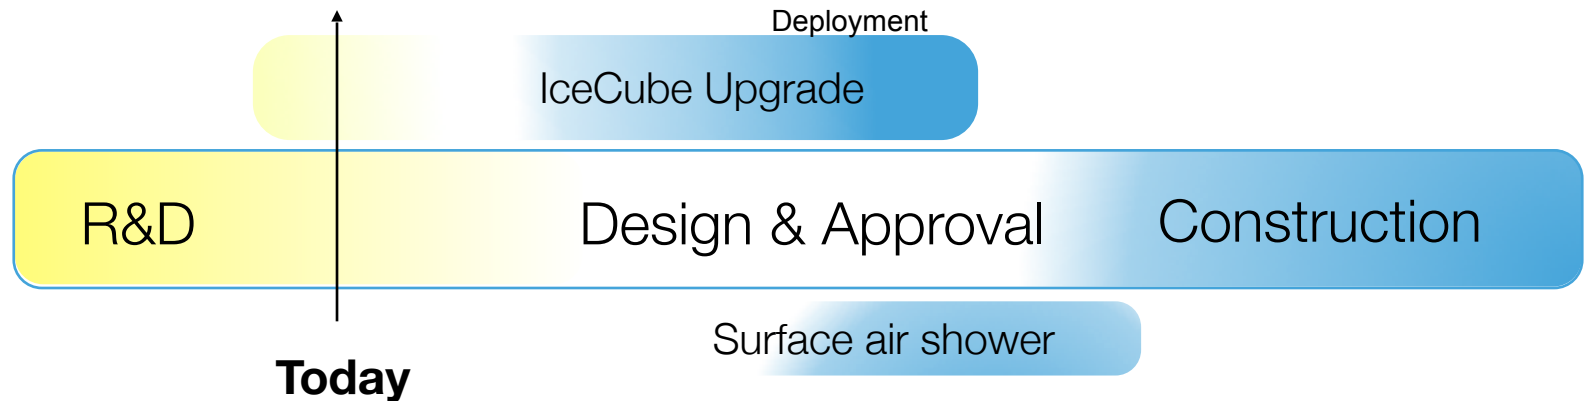 Deployment
IceCube Upgrade
R&D
Design & Approval
Construction
Surface air shower
Today